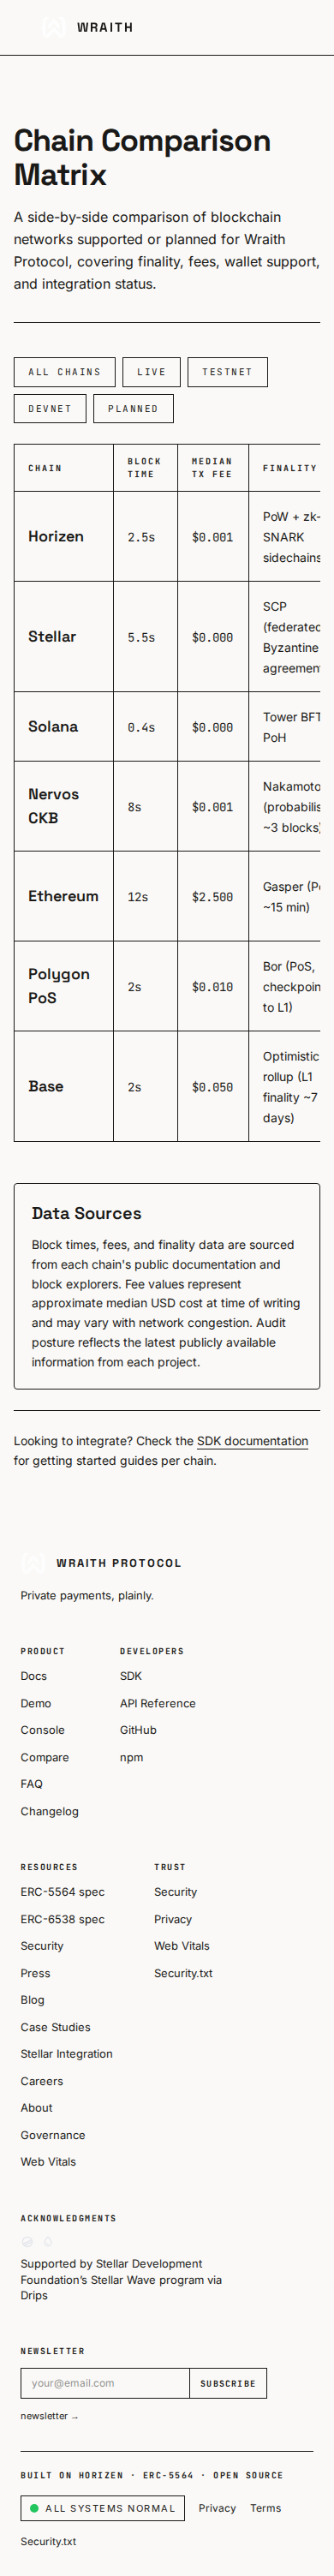 WRAITH
Chain Comparison
Matrix
A side-by-side comparison of blockchain
networks supported or planned for Wraith
Protocol, covering finality, fees, wallet support,
and integration status.
ALL CHAINS LIVE TESTNET
DEVNET PLANNED
CHAIN BLOCK TIME MEDIAN TX FEE FINALITY
Horizen 2.5s $0.001 PoW + zk-
SNARK
sidechains
Stellar 5.5s $0.000 SCP
(federated
Byzantine
agreement
Solana 0.4s $0.000 Tower BFT
PoH
Nervos
CKB 8s $0.001 Nakamoto
(probabilis
~3 blocks)
Ethereum 12s $2.500 Gasper (Po
~15 min)
Polygon
PoS 2s $0.010 Bor (PoS,
checkpoin
to L1)
Base 2s $0.050 Optimistic
rollup (L1
finality ~7
days)
Data Sources
Block times, fees, and finality data are sourced
from each chain's public documentation and
block explorers. Fee values represent
approximate median USD cost at time of writing
and may vary with network congestion. Audit
posture reflects the latest publicly available
information from each project.
Looking to integrate? Check the SDK documentation
for getting started guides per chain.
WRAITH PROTOCOL
Private payments, plainly.
PRODUCT
Docs
Demo
Console
Compare
FAQ
Changelog
DEVELOPERS
SDK
API Reference
GitHub
npm
RESOURCES
ERC-5564 spec
ERC-6538 spec
Security
Press
Blog
Case Studies
Stellar Integration
Careers
About
Governance
Web Vitals
TRUST
Security
Privacy
Web Vitals
Security.txt
ACKNOWLEDGMENTS
Supported by Stellar Development
Foundation's Stellar Wave program via
Drips
NEWSLETTER
your@email.com SUBSCRIBE
newsletter →
BUILT ON HORIZEN · ERC-5564 · OPEN SOURCE
ALL SYSTEMS NORMAL Privacy Terms
Security.txt